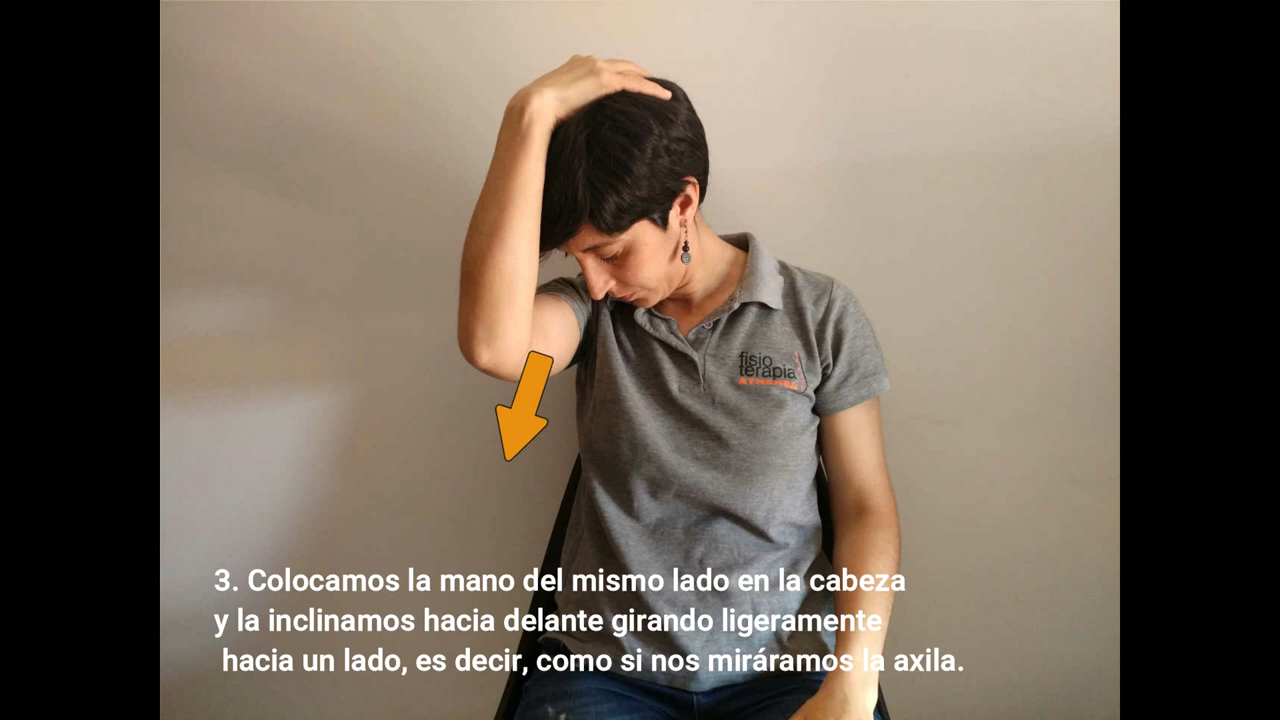 fisio
terapia
3. Colocamos la mano del mismo lado en la cabeza
y la inclinamos hacia delante girando ligeramente
hacia un lado, es decir, como si nos miráramos la axila.